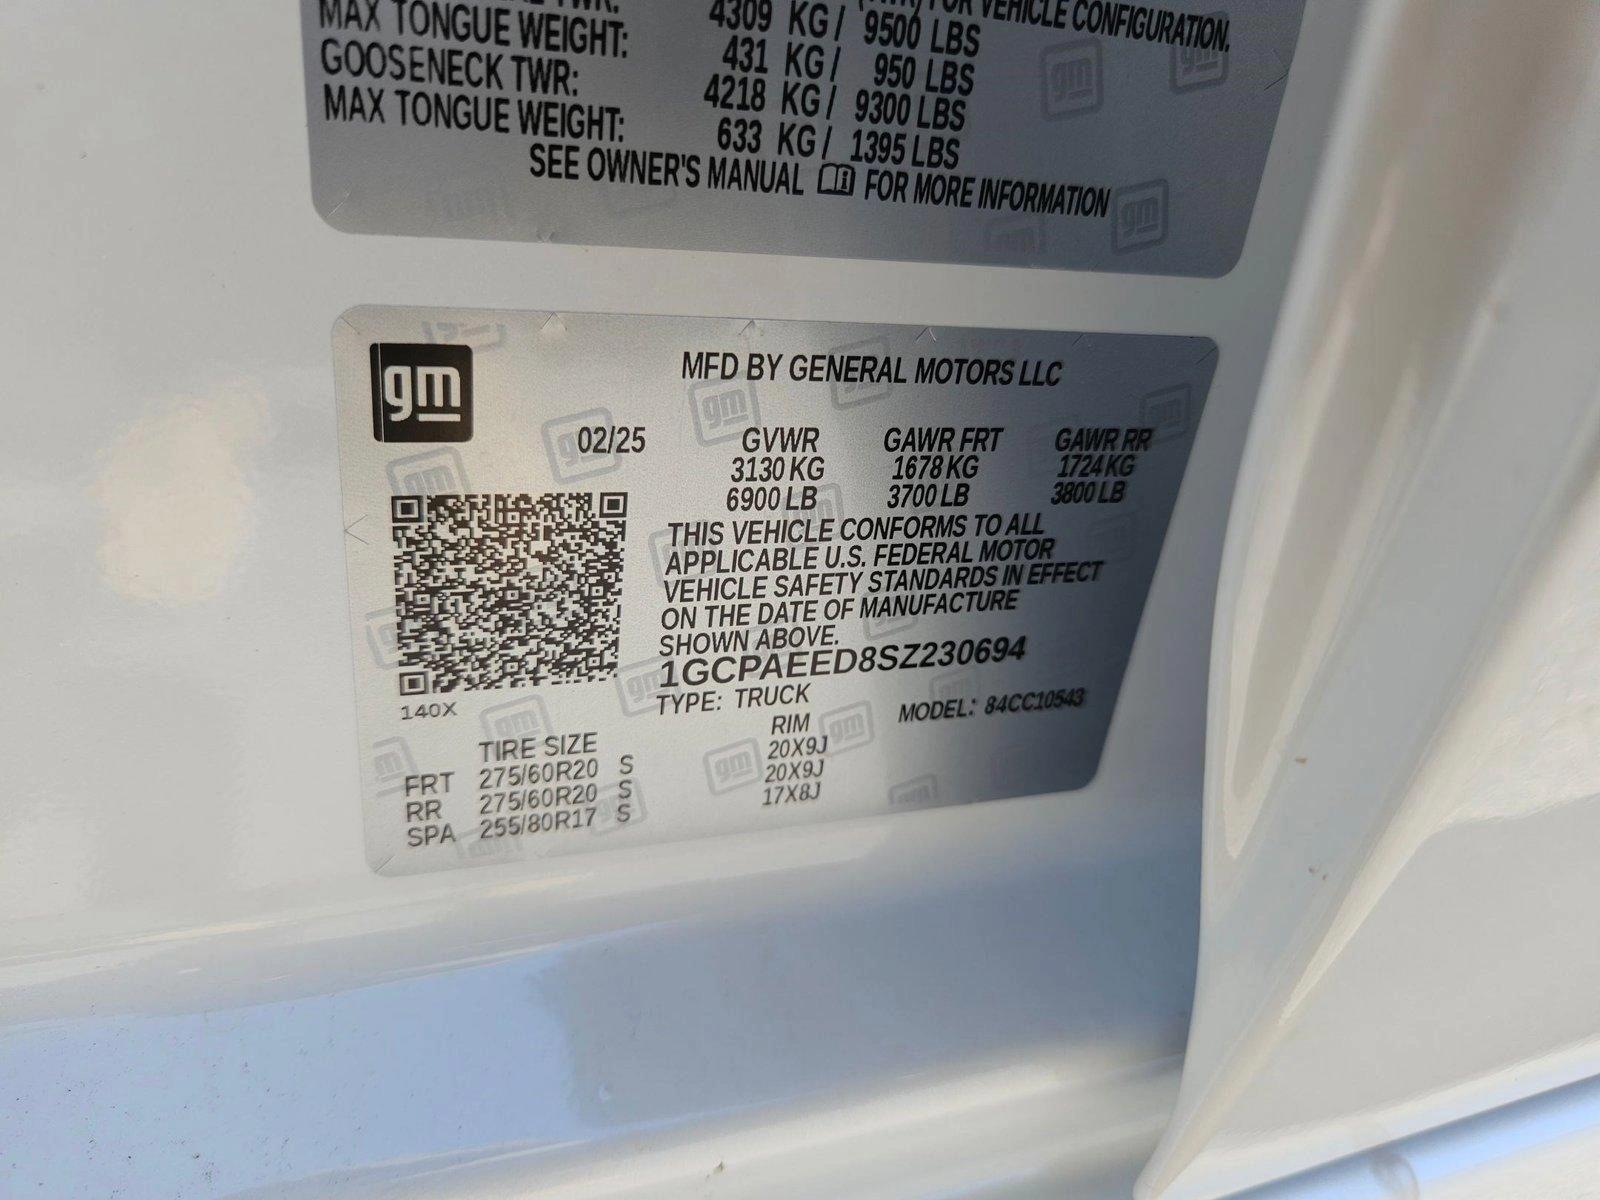 TWR:
(TWR) FOR VEHICLE CONFIGURATION.
4309 KG/ 9500 LBS
MAX TONGUE WEIGHT: 431 KG/ 950 LBS
GOOSENECK TWR: 4218 KG/ 9300 LBS
MAX TONGUE WEIGHT: 633 KG/ 1395 LBS
SEE OWNER'S MANUAL FOR MORE INFORMATION
gm
MFD BY GENERAL MOTORS LLC
02/25 GVWR GAWR FRT GAWR RR
3130 KG 1678 KG 1724 KG
6900 LB 3700 LB 3800 LB
THIS VEHICLE CONFORMS TO ALL
APPLICABLE U.S. FEDERAL MOTOR
VEHICLE SAFETY STANDARDS IN EFFECT
ON THE DATE OF MANUFACTURE
SHOWN ABOVE.
1GCPAEED8SZ230694
TYPE: TRUCK MODEL: 84CC10543
140X
TIRE SIZE RIM
FRT 275/60R20 S 20X9J
RR 275/60R20 S 20X9J
SPA 255/80R17 S 17X8J